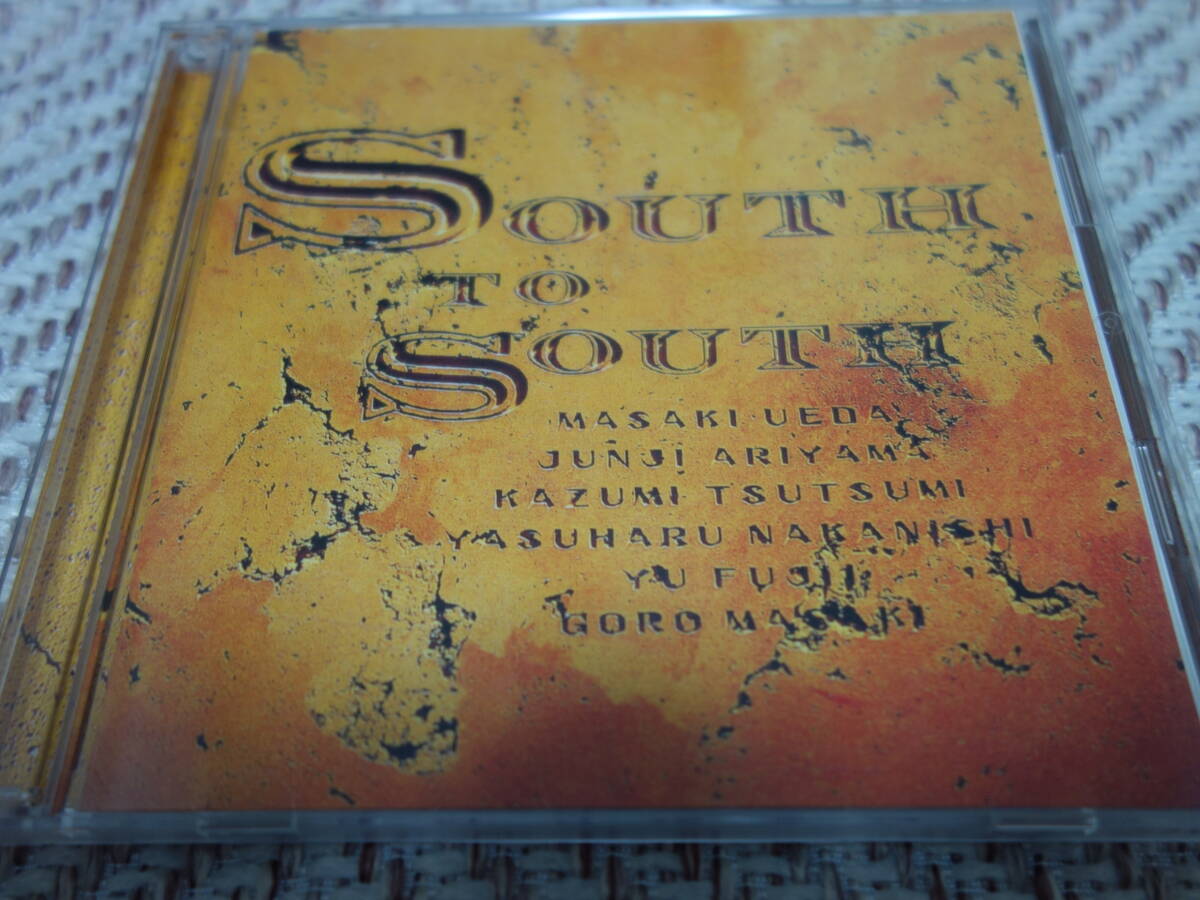 SOUTH
TO
SOUTH
MASAKI UEDA
JUNJI ARIYAMA
KAZUMI TSUTSUMI
YASUHARU NAKANISHI
YU FUJII
GORO MASAKI